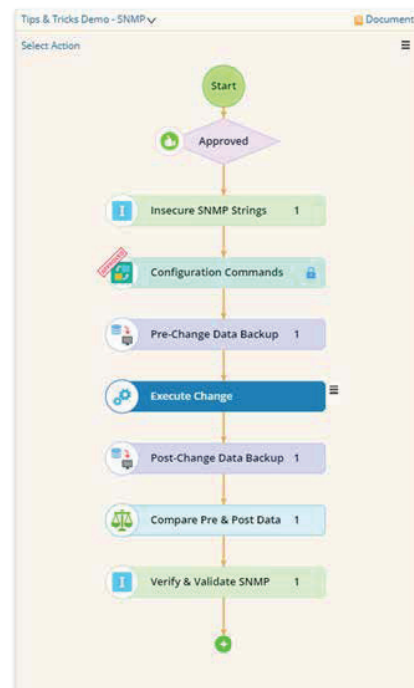 Tips & Tricks Demo - SNMP
Document
Select Action
Start
Approved
I Insecure SNMP Strings 1
APPROVED
Configuration Commands
Pre-Change Data Backup 1
Execute Change
Post-Change Data Backup 1
Compare Pre & Post Data 1
I Verify & Validate SNMP 1